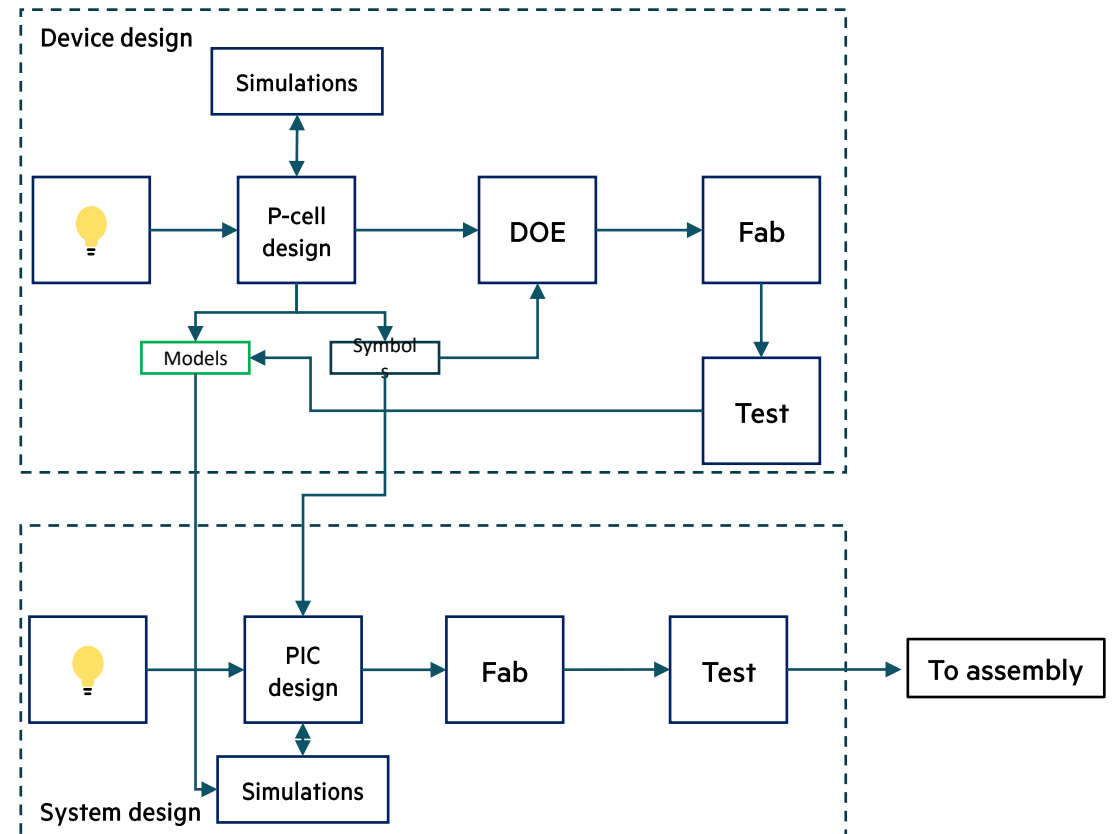 Device design
Simulations
P-cell
design
DOE
Fab
Models
Symbol
s
Test
PIC
design
Fab
Test
To assembly
Simulations
System design